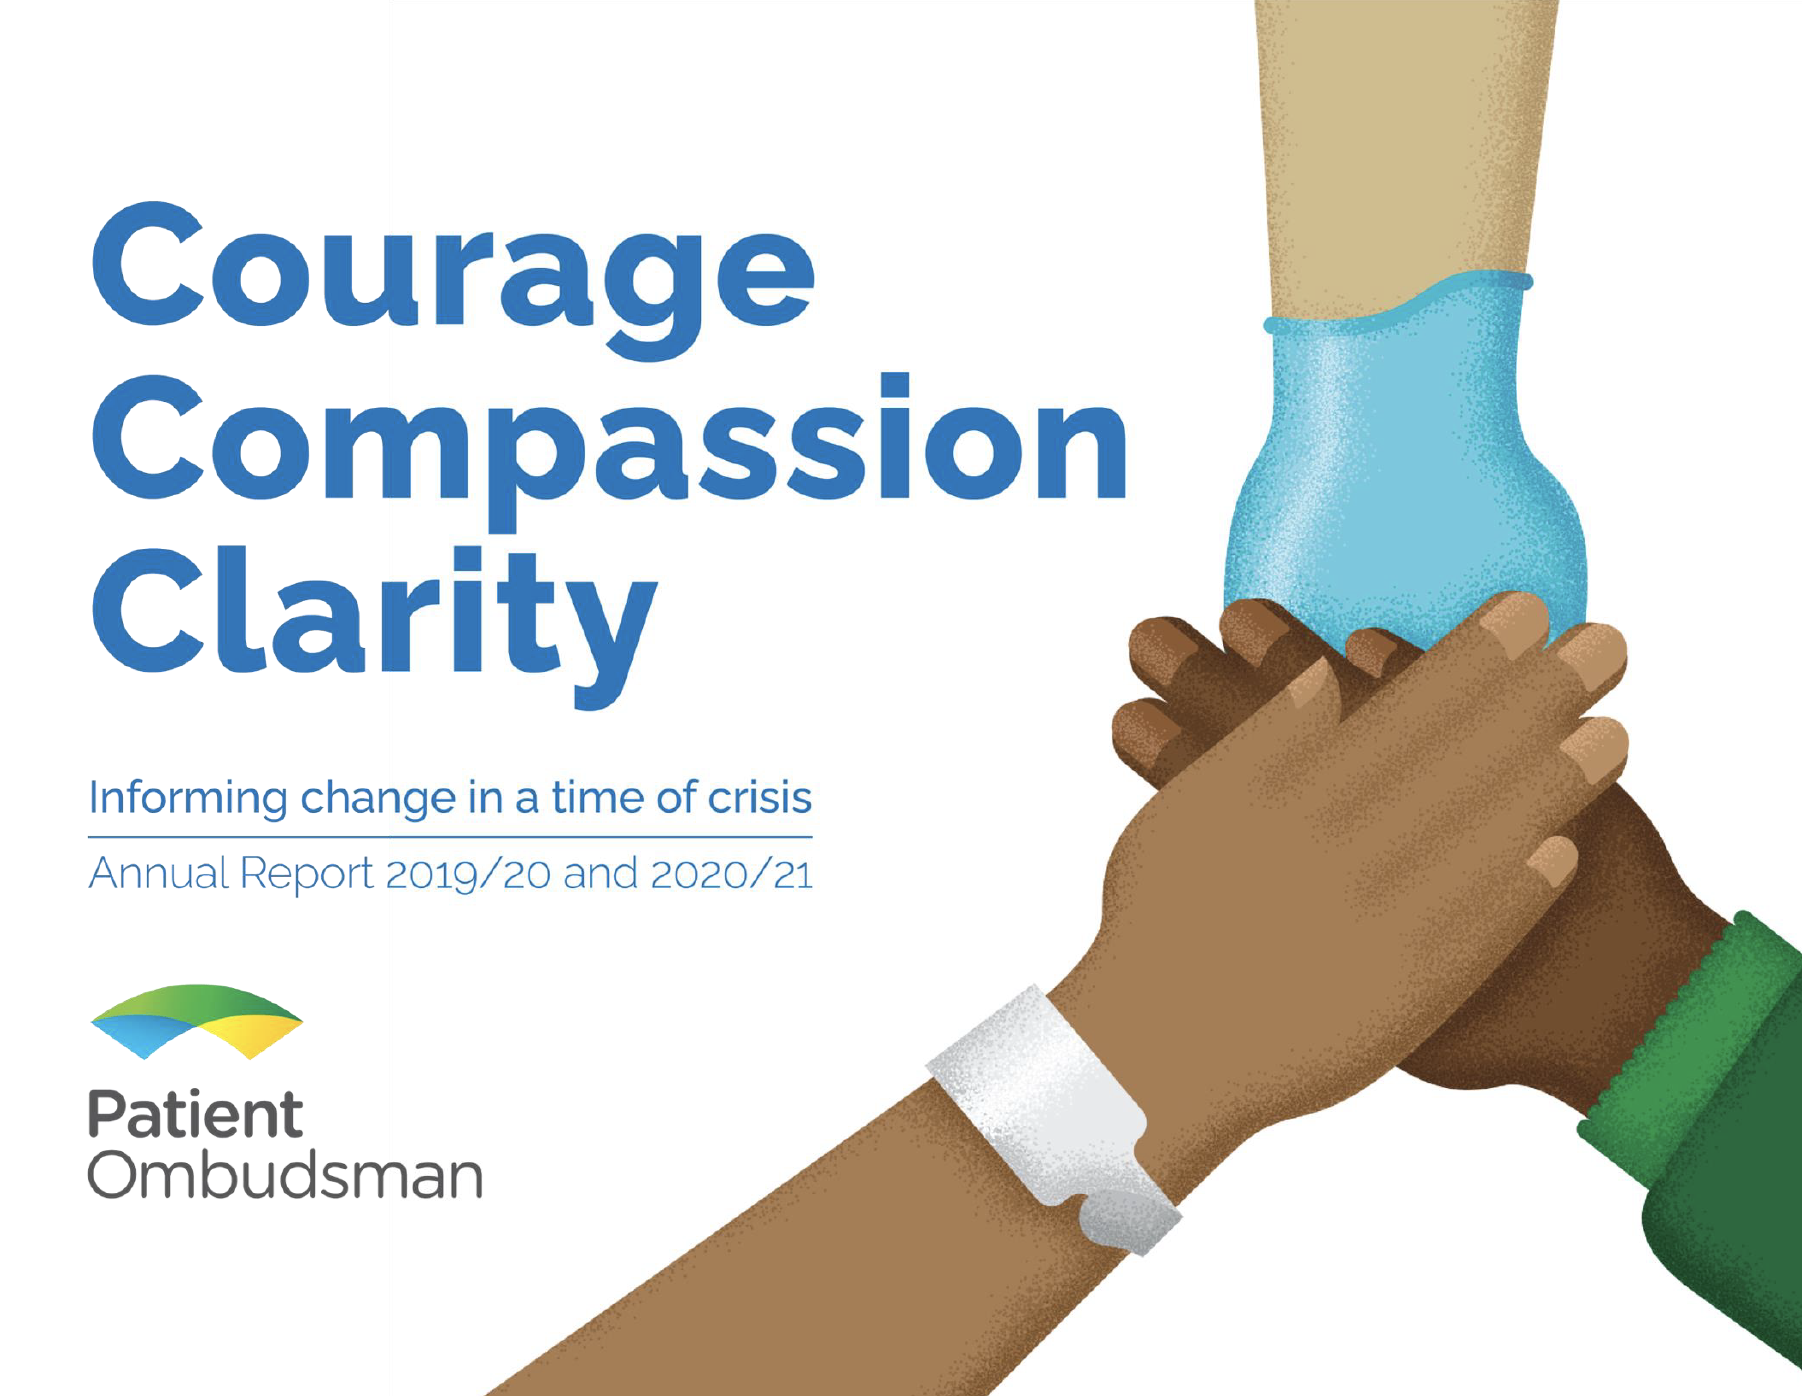 Courage
Compassion
Clarity
Informing change in a time of crisis
Annual Report 2019/20 and 2020/21
Patient
Ombudsman